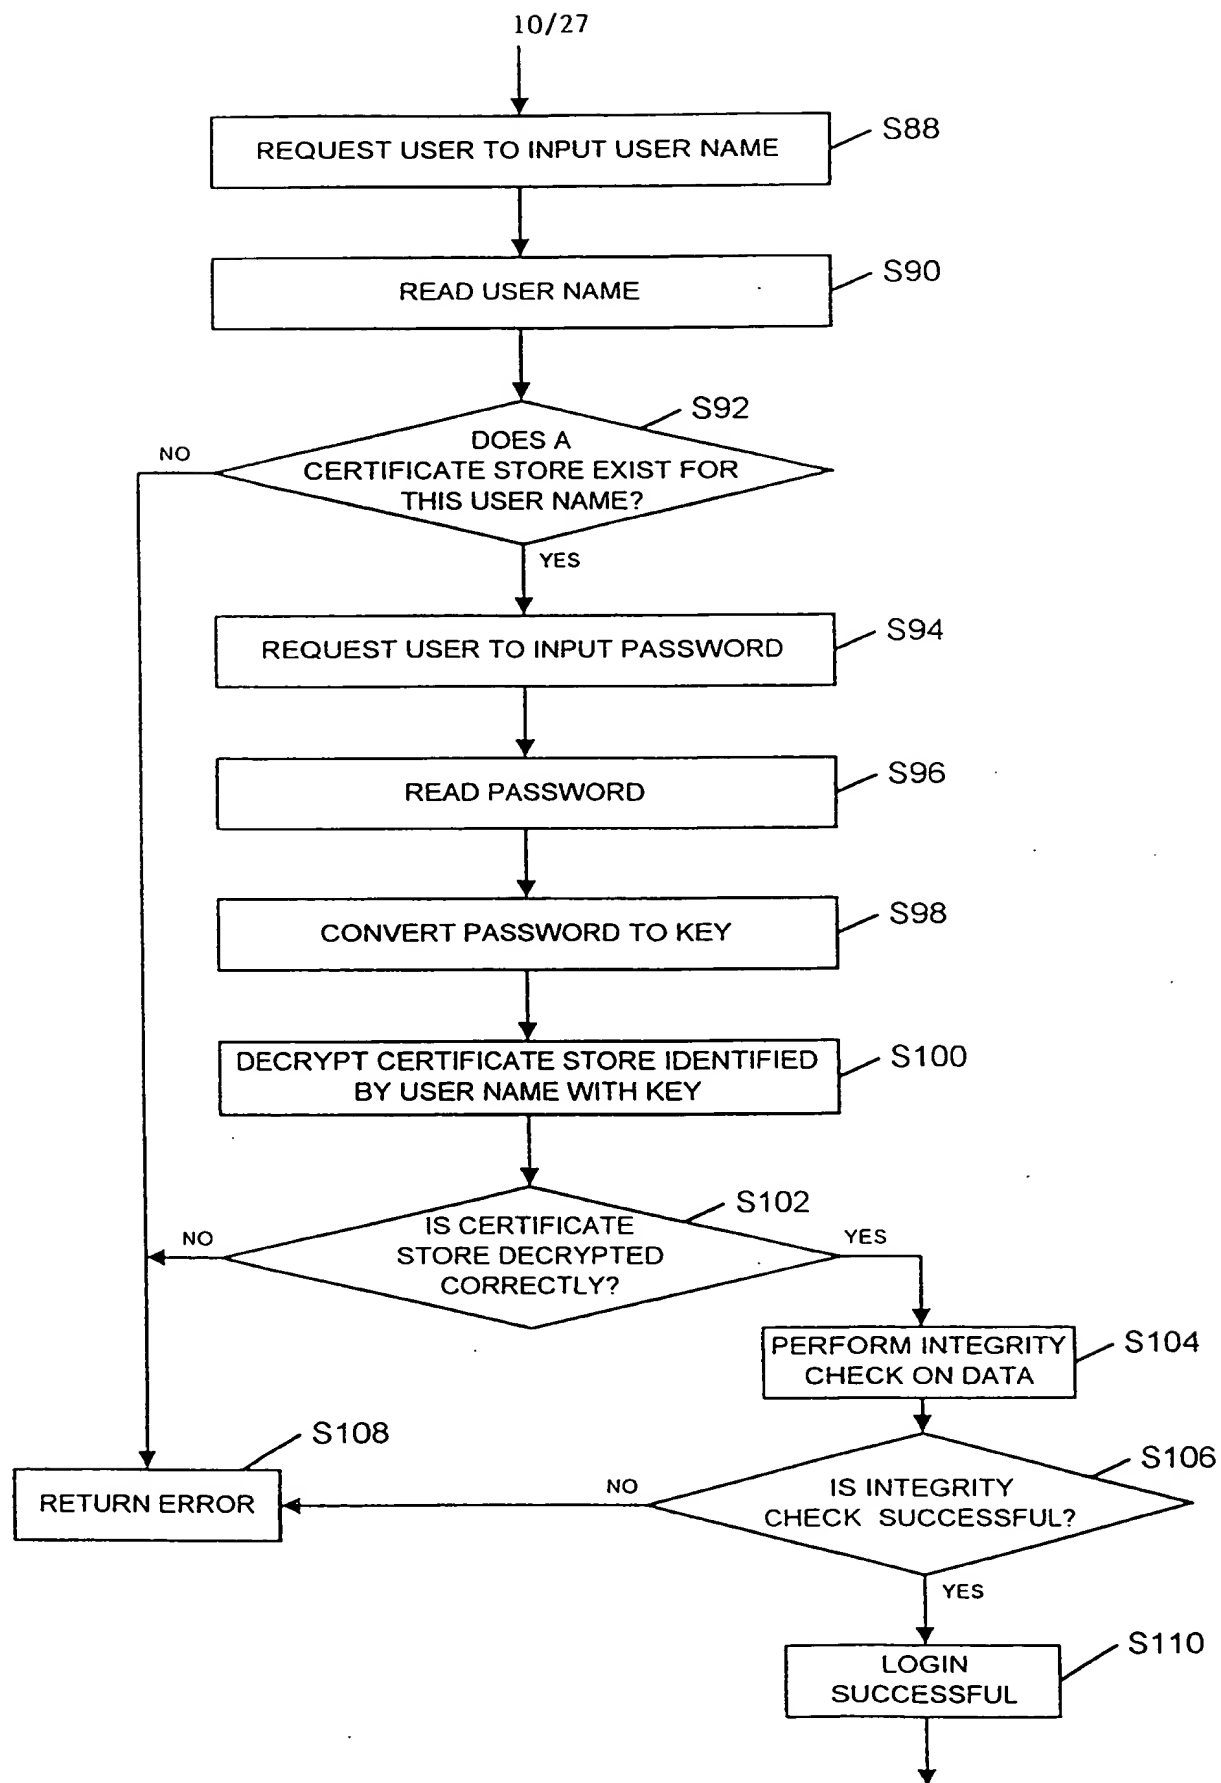 10/27
REQUEST USER TO INPUT USER NAME
S88
READ USER NAME
S90
S92
DOES A
CERTIFICATE STORE EXIST FOR
THIS USER NAME?
NO
YES
REQUEST USER TO INPUT PASSWORD
S94
READ PASSWORD
S96
CONVERT PASSWORD TO KEY
S98
DECRYPT CERTIFICATE STORE IDENTIFIED
BY USER NAME WITH KEY
S100
S102
IS CERTIFICATE
STORE DECRYPTED
CORRECTLY?
NO
YES
PERFORM INTEGRITY
CHECK ON DATA
S104
S108
RETURN ERROR
S106
IS INTEGRITY
CHECK SUCCESSFUL?
NO
YES
LOGIN
SUCCESSFUL
S110